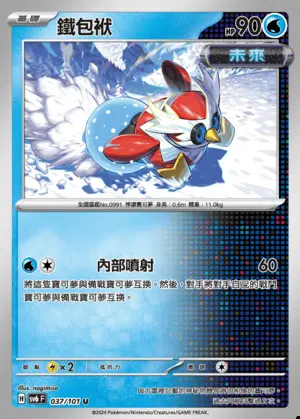 基礎 鐵包袱 HP 90
未來
全國圖鑑No.0991 悖謬寶可夢 身高:0.6m 體重:11.0kg
內部噴射 60
將這隻寶可夢與備戰寶可夢互換。然後,對手將對手自己的戰鬥
寶可夢與備戰寶可夢互換。
弱點 ×2 抵抗力
Illus. nagimiso
H SV6 F 037/101 U
©2024 Pokémon/Nintendo/Creatures/GAME FREAK.